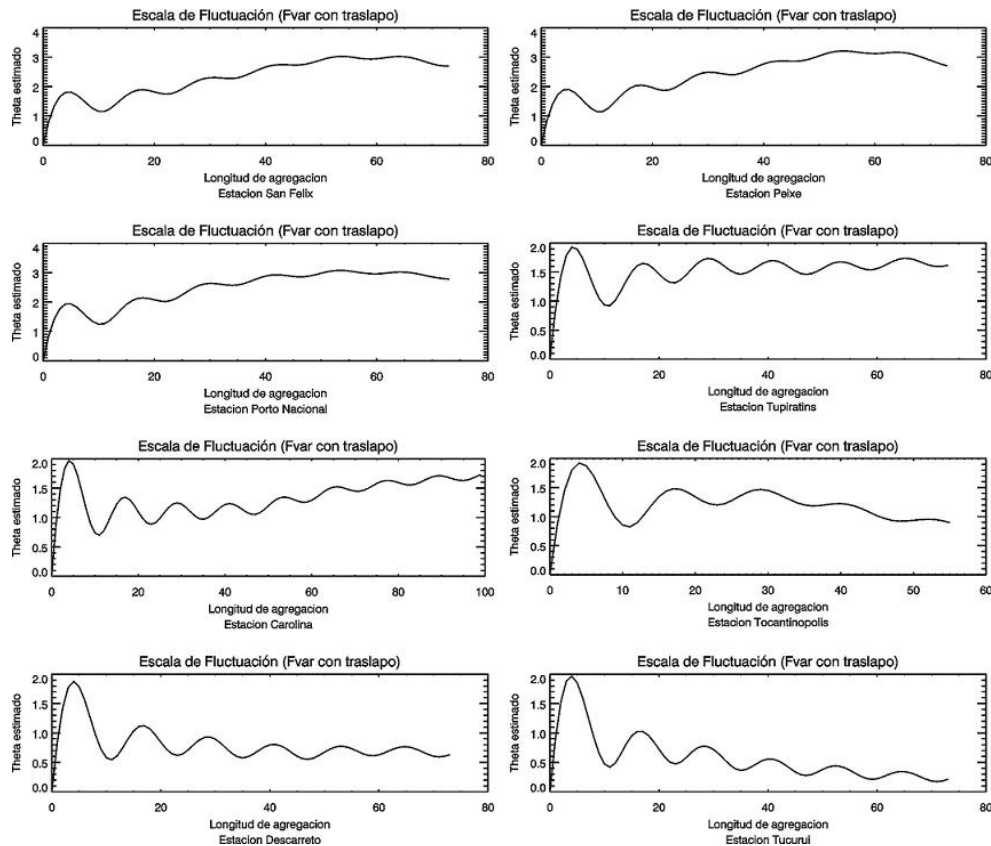 Escala de Fluctuación (Fvar con traslapo)
Theta estimado
4
3
2
1
0
0 20 40 60 80
Longitud de agregacion
Estacion San Felix
Escala de Fluctuación (Fvar con traslapo)
Theta estimado
4
3
2
1
0
0 20 40 60 80
Longitud de agregacion
Estacion Peixe
Escala de Fluctuación (Fvar con traslapo)
Theta estimado
4
3
2
1
0
0 20 40 60 80
Longitud de agregacion
Estacion Porto Nacional
Escala de Fluctuación (Fvar con traslapo)
Theta estimado
2.0
1.5
1.0
0.5
0.0
0 20 40 60 80
Longitud de agregacion
Estacion Tupiratins
Escala de Fluctuación (Fvar con traslapo)
Theta estimado
2.0
1.5
1.0
0.5
0.0
0 20 40 60 80 100
Longitud de agregacion
Estacion Carolina
Escala de Fluctuación (Fvar con traslapo)
Theta estimado
2.0
1.5
1.0
0.5
0.0
0 10 20 30 40 50 60
Longitud de agregacion
Estacion Tocantinopolis
Escala de Fluctuación (Fvar con traslapo)
Theta estimado
2.0
1.5
1.0
0.5
0.0
0 20 40 60 80
Longitud de agregacion
Estacion Descarreto
Escala de Fluctuación (Fvar con traslapo)
Theta estimado
2.0
1.5
1.0
0.5
0.0
0 20 40 60 80
Longitud de agregacion
Estacion Tucurui